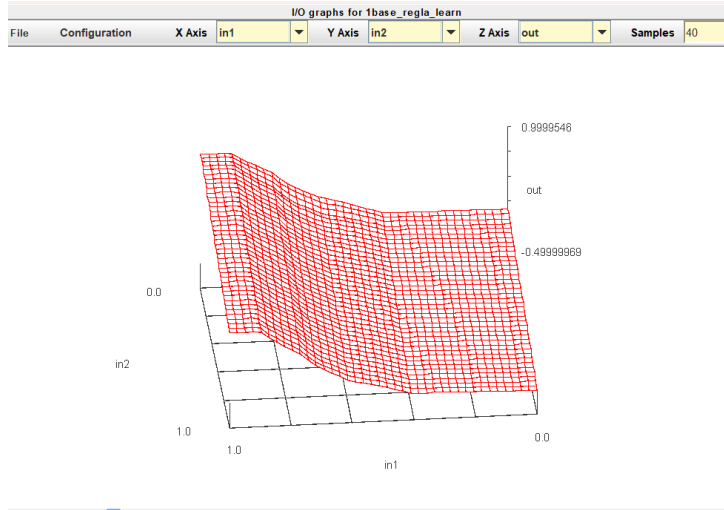 I/O graphs for 1base_regla_learn
File Configuration X Axis in1 Y Axis in2 Z Axis out Samples 40
0.9999546
out
-0.49999969
0.0
in2
1.0
1.0
0.0
in1